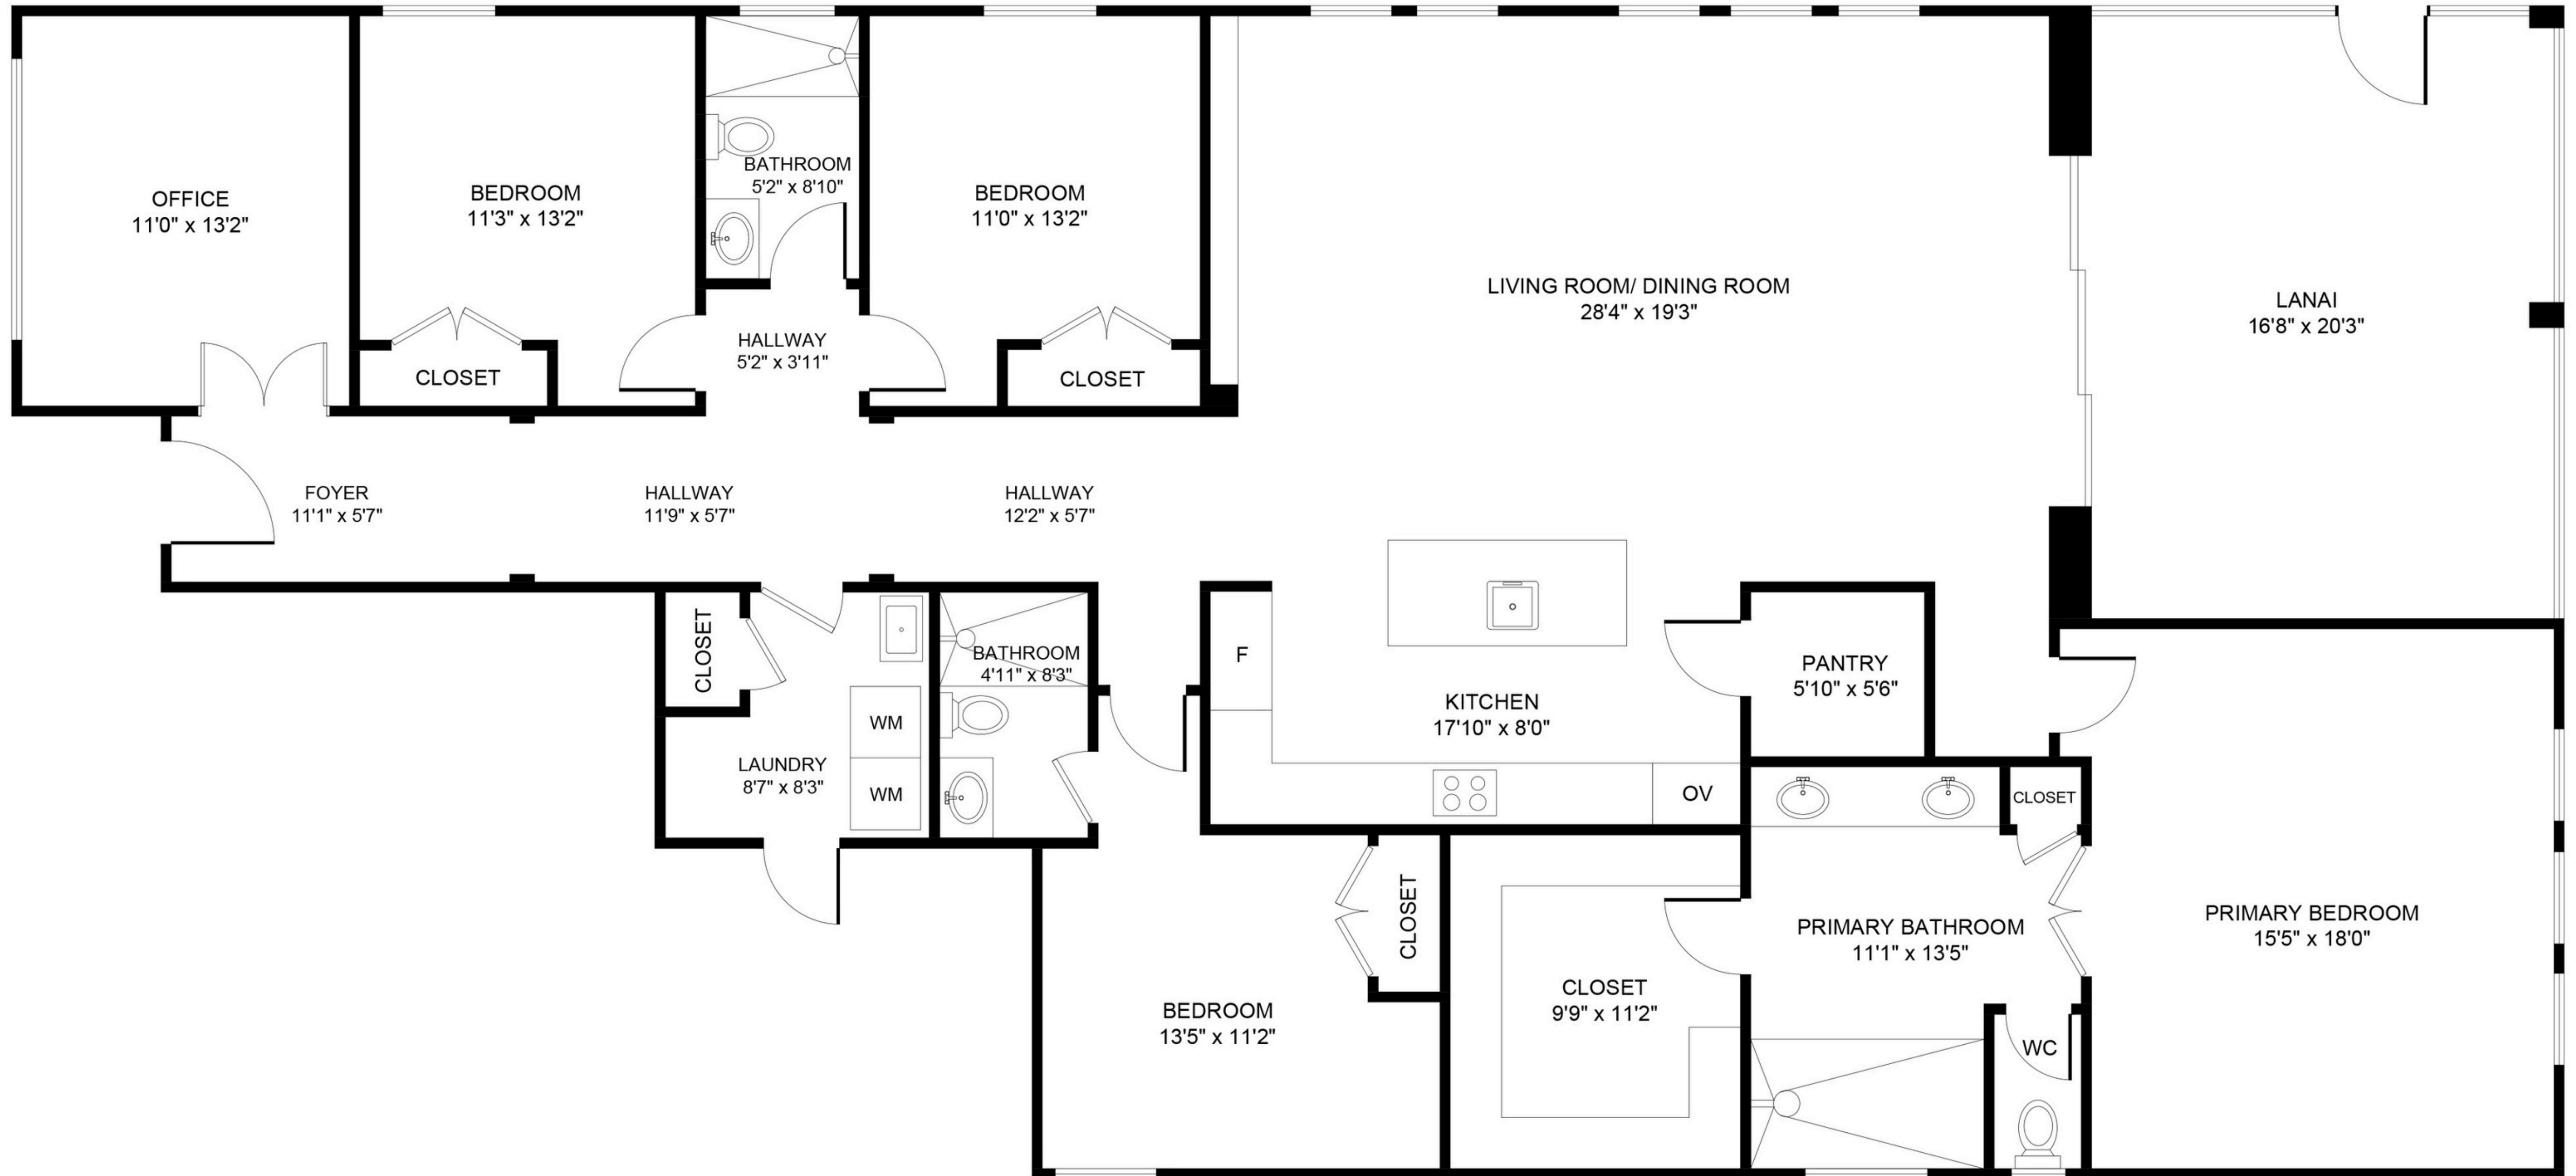 OFFICE
11'0" x 13'2"
BEDROOM
11'3" x 13'2"
CLOSET
BATHROOM
5'2" x 8'10"
HALLWAY
5'2" x 3'11"
BEDROOM
11'0" x 13'2"
CLOSET
LIVING ROOM/ DINING ROOM
28'4" x 19'3"
LANAI
16'8" x 20'3"
FOYER
11'1" x 5'7"
HALLWAY
11'9" x 5'7"
HALLWAY
12'2" x 5'7"
CLOSET
WM
WM
LAUNDRY
8'7" x 8'3"
BATHROOM
4'11" x 8'3"
F
KITCHEN
17'10" x 8'0"
OV
PANTRY
5'10" x 5'6"
CLOSET
BEDROOM
13'5" x 11'2"
CLOSET
CLOSET
9'9" x 11'2"
PRIMARY BATHROOM
11'1" x 13'5"
WC
PRIMARY BEDROOM
15'5" x 18'0"